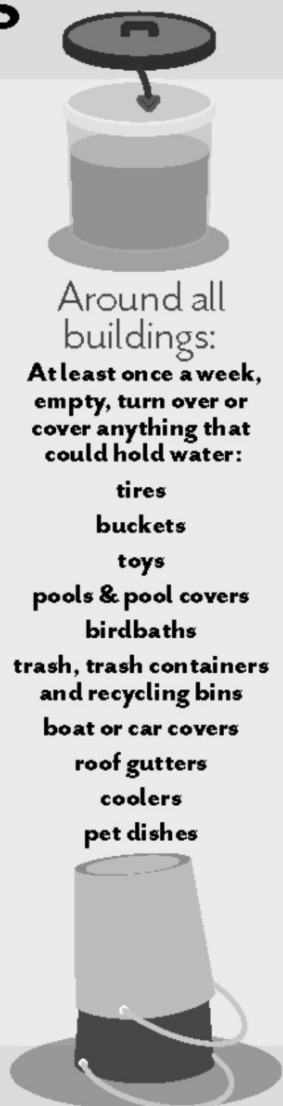 s
Around all
buildings:
At least once a week,
empty, turn over or
cover anything that
could hold water:
tires
buckets
toys
pools & pool covers
birdbaths
trash, trash containers
and recycling bins
boat or car covers
roof gutters
coolers
pet dishes